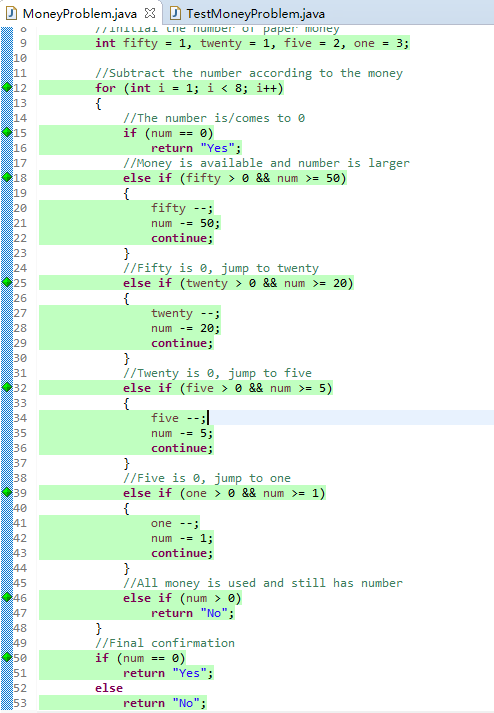 MoneyProblem.java TestMoneyProblem.java
8 //Initial the number of paper money
9 int fifty = 1, twenty = 1, five = 2, one = 3;
10
11 //Subtract the number according to the money
12 for (int i = 1; i < 8; i++)
13 {
14 //The number is/comes to 0
15 if (num == 0)
16 return "Yes";
17 //Money is available and number is larger
18 else if (fifty > 0 && num >= 50)
19 {
20 fifty --;
21 num -= 50;
22 continue;
23 }
24 //Fifty is 0, jump to twenty
25 else if (twenty > 0 && num >= 20)
26 {
27 twenty --;
28 num -= 20;
29 continue;
30 }
31 //Twenty is 0, jump to five
32 else if (five > 0 && num >= 5)
33 {
34 five --;
35 num -= 5;
36 continue;
37 }
38 //Five is 0, jump to one
39 else if (one > 0 && num >= 1)
40 {
41 one --;
42 num -= 1;
43 continue;
44 }
45 //All money is used and still has number
46 else if (num > 0)
47 return "No";
48 }
49 //Final confirmation
50 if (num == 0)
51 return "Yes";
52 else
53 return "No";